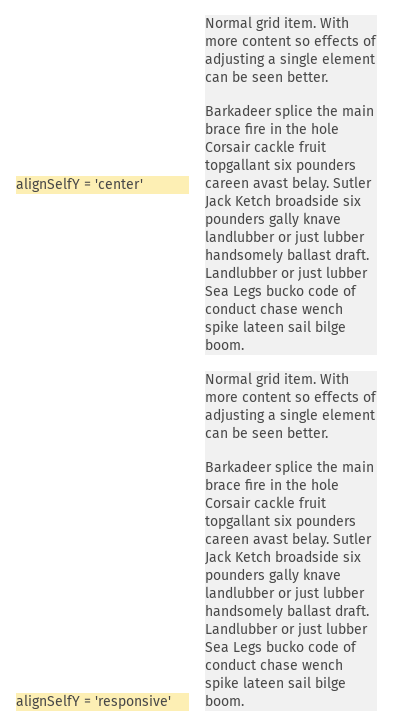 alignSelfY = 'center'
Normal grid item. With
more content so effects of
adjusting a single element
can be seen better.
Barkadeer splice the main
brace fire in the hole
Corsair cackle fruit
topgallant six pounders
careen avast belay. Sutler
Jack Ketch broadside six
pounders gally knave
landlubber or just lubber
handsomely ballast draft.
Landlubber or just lubber
Sea Legs bucko code of
conduct chase wench
spike lateen sail bilge
boom.
alignSelfY = 'responsive'
Normal grid item. With
more content so effects of
adjusting a single element
can be seen better.
Barkadeer splice the main
brace fire in the hole
Corsair cackle fruit
topgallant six pounders
careen avast belay. Sutler
Jack Ketch broadside six
pounders gally knave
landlubber or just lubber
handsomely ballast draft.
Landlubber or just lubber
Sea Legs bucko code of
conduct chase wench
spike lateen sail bilge
boom.